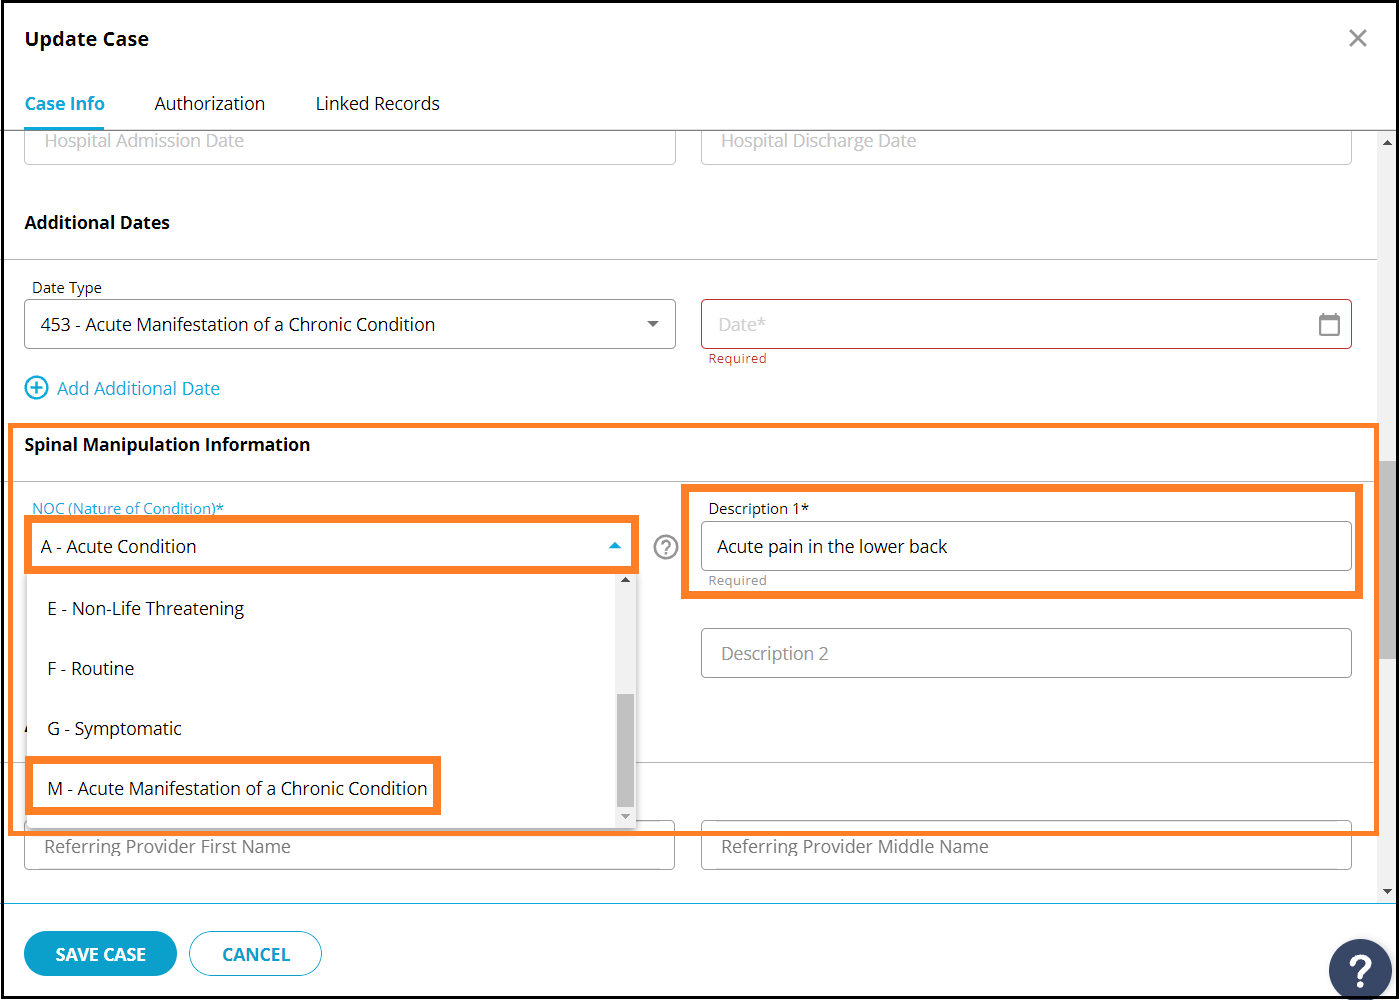 Update Case
Case Info Authorization Linked Records
Hospital Admission Date Hospital Discharge Date
Additional Dates
Date Type
453 - Acute Manifestation of a Chronic Condition Date*
Required
Add Additional Date
Spinal Manipulation Information
NOC (Nature of Condition)* Description 1*
A - Acute Condition ? Acute pain in the lower back
Required
E - Non-Life Threatening
Description 2
F - Routine
G - Symptomatic
M - Acute Manifestation of a Chronic Condition
Referring Provider First Name Referring Provider Middle Name
SAVE CASE CANCEL ?